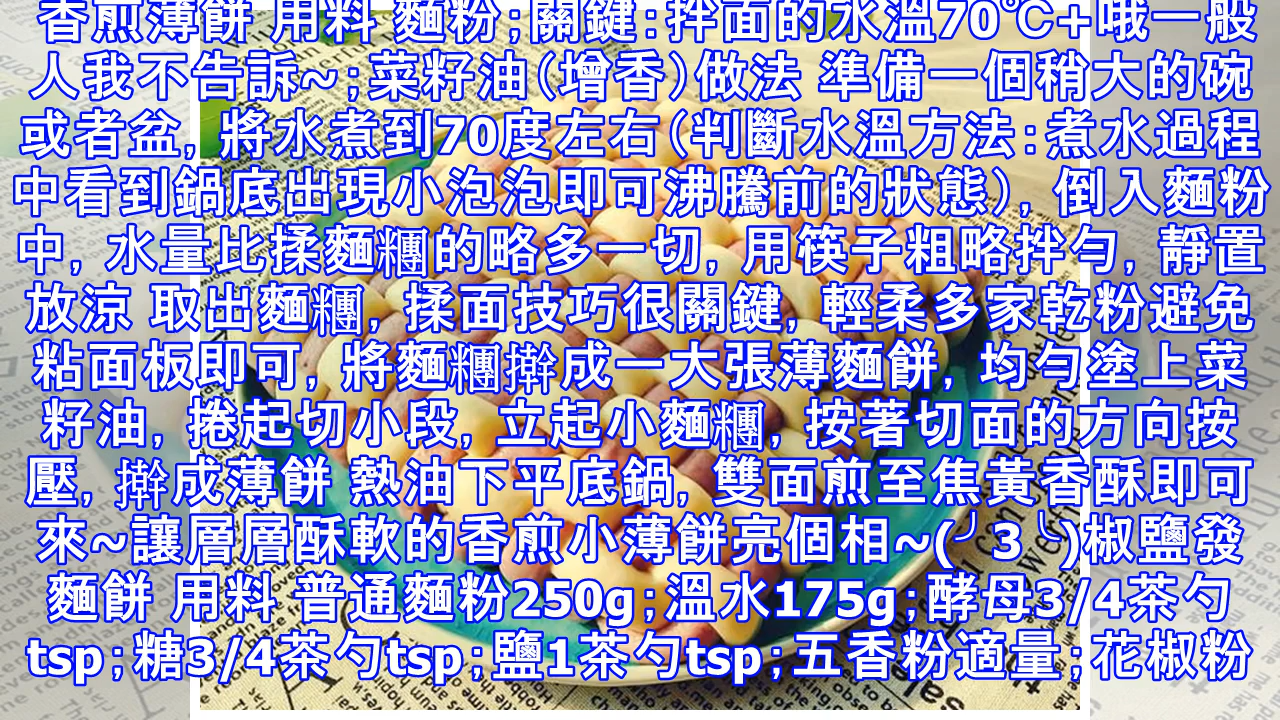 香煎薄餅 用料 麵粉;關鍵:拌面的水溫70℃+哦一般
人我不告訴~;菜籽油(增香)做法 準備一個稍大的碗
或者盆, 將水煮到70度左右(判斷水溫方法:煮水過程
中看到鍋底出現小泡泡即可沸騰前的狀態), 倒入麵粉
中, 水量比揉麵糰的略多一切, 用筷子粗略拌勻, 靜置
放涼 取出麵糰, 揉面技巧很關鍵, 輕柔多家乾粉避免
粘面板即可, 將麵糰擀成一大張薄麵餅, 均勻塗上菜
籽油, 捲起切小段, 立起小麵糰, 按著切面的方向按
壓, 擀成薄餅 熱油下平底鍋, 雙面煎至焦黃香酥即可
來~讓層層酥軟的香煎小薄餅亮個相~(╯3╰)椒鹽發
麵餅 用料 普通麵粉250g;溫水175g;酵母3/4茶勺
tsp;糖3/4茶勺tsp;鹽1茶勺tsp;五香粉適量;花椒粉